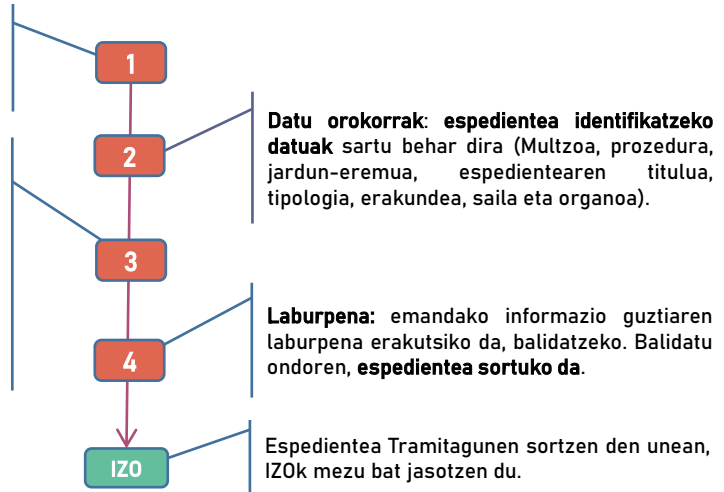 1
2
Datu orokorrak: espedientea identifikatzeko
datuak sartu behar dira (Multzoa, prozedura,
jardun-eremua, espedientearen titulua,
tipologia, erakundea, saila eta organoa).
3
4
Laburpena: emandako informazio guztiaren
laburpena erakutsiko da, balidatzeko. Balidatu
ondoren, espedientea sortuko da.
IZO
Espedientea Tramitagunen sortzen den unean,
IZOk mezu bat jasotzen du.